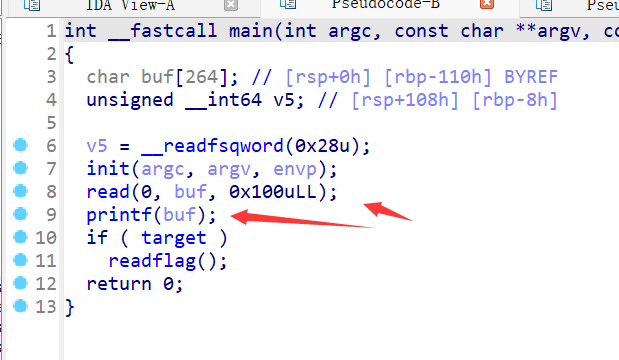 IDA View-A Pseudocode-B
1 int __fastcall main(int argc, const char **argv, co
2 {
3 char buf[264]; // [rsp+0h] [rbp-110h] BYREF
4 unsigned __int64 v5; // [rsp+108h] [rbp-8h]
5
6 v5 = __readfsqword(0x28u);
7 init(argc, argv, envp);
8 read(0, buf, 0x100uLL);
9 printf(buf);
10 if ( target )
11 readflag();
12 return 0;
13 }